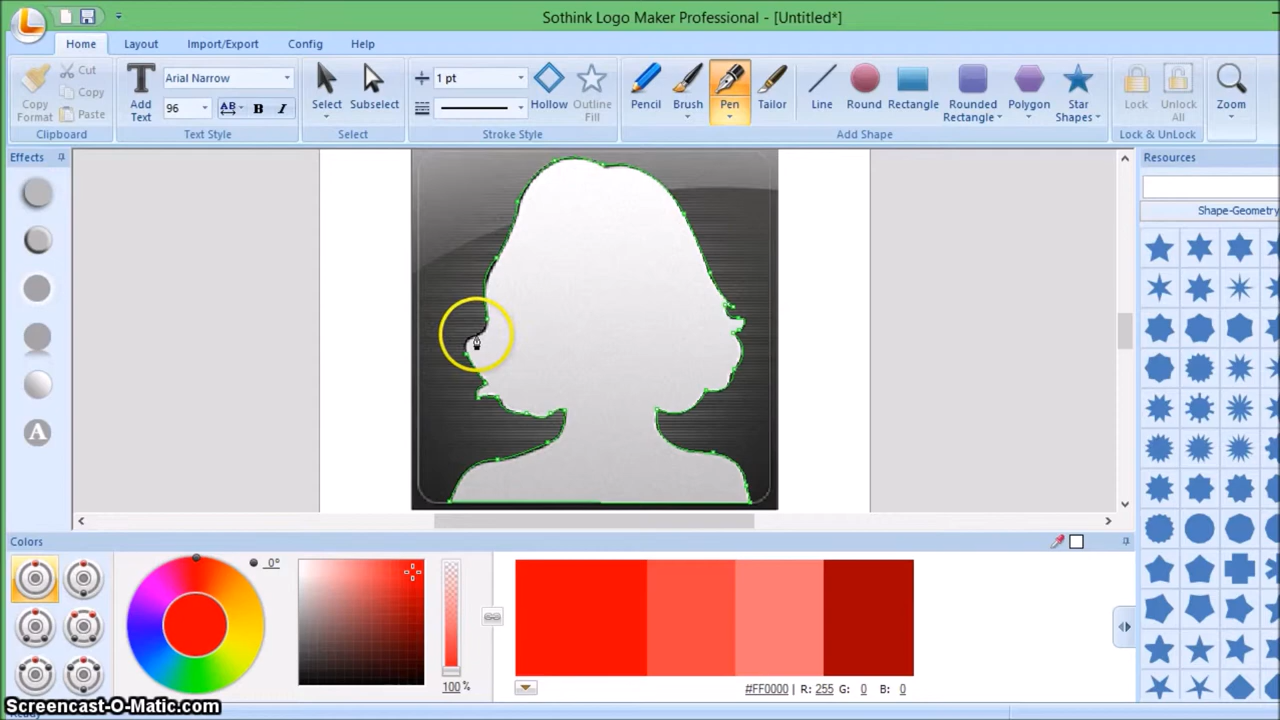 Sothink Logo Maker Professional - [Untitled*]
Home Layout Import/Export Config Help
Copy Format Cut Copy Paste Clipboard
Add Text Arial Narrow 96 AB B I Text Style
Select Subselect Select
1 pt Hollow Outline Fill Stroke Style
Pencil Brush Pen Tailor Line Round Rectangle Rounded Rectangle Polygon Star Shapes Add Shape
Lock Unlock All Lock & UnLock
Zoom
Effects
A
Resources
Shape-Geometry
Colors
0°
100%
#FF0000 | R: 255 G: 0 B: 0
Screencast-O-Matic.com